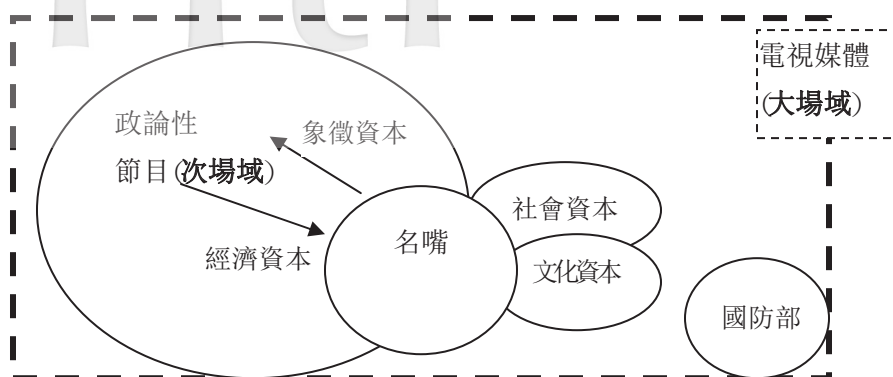 電視媒體
(大場域)
政論性
節目(次場域)
象徵資本
經濟資本
名嘴
社會資本
文化資本
國防部